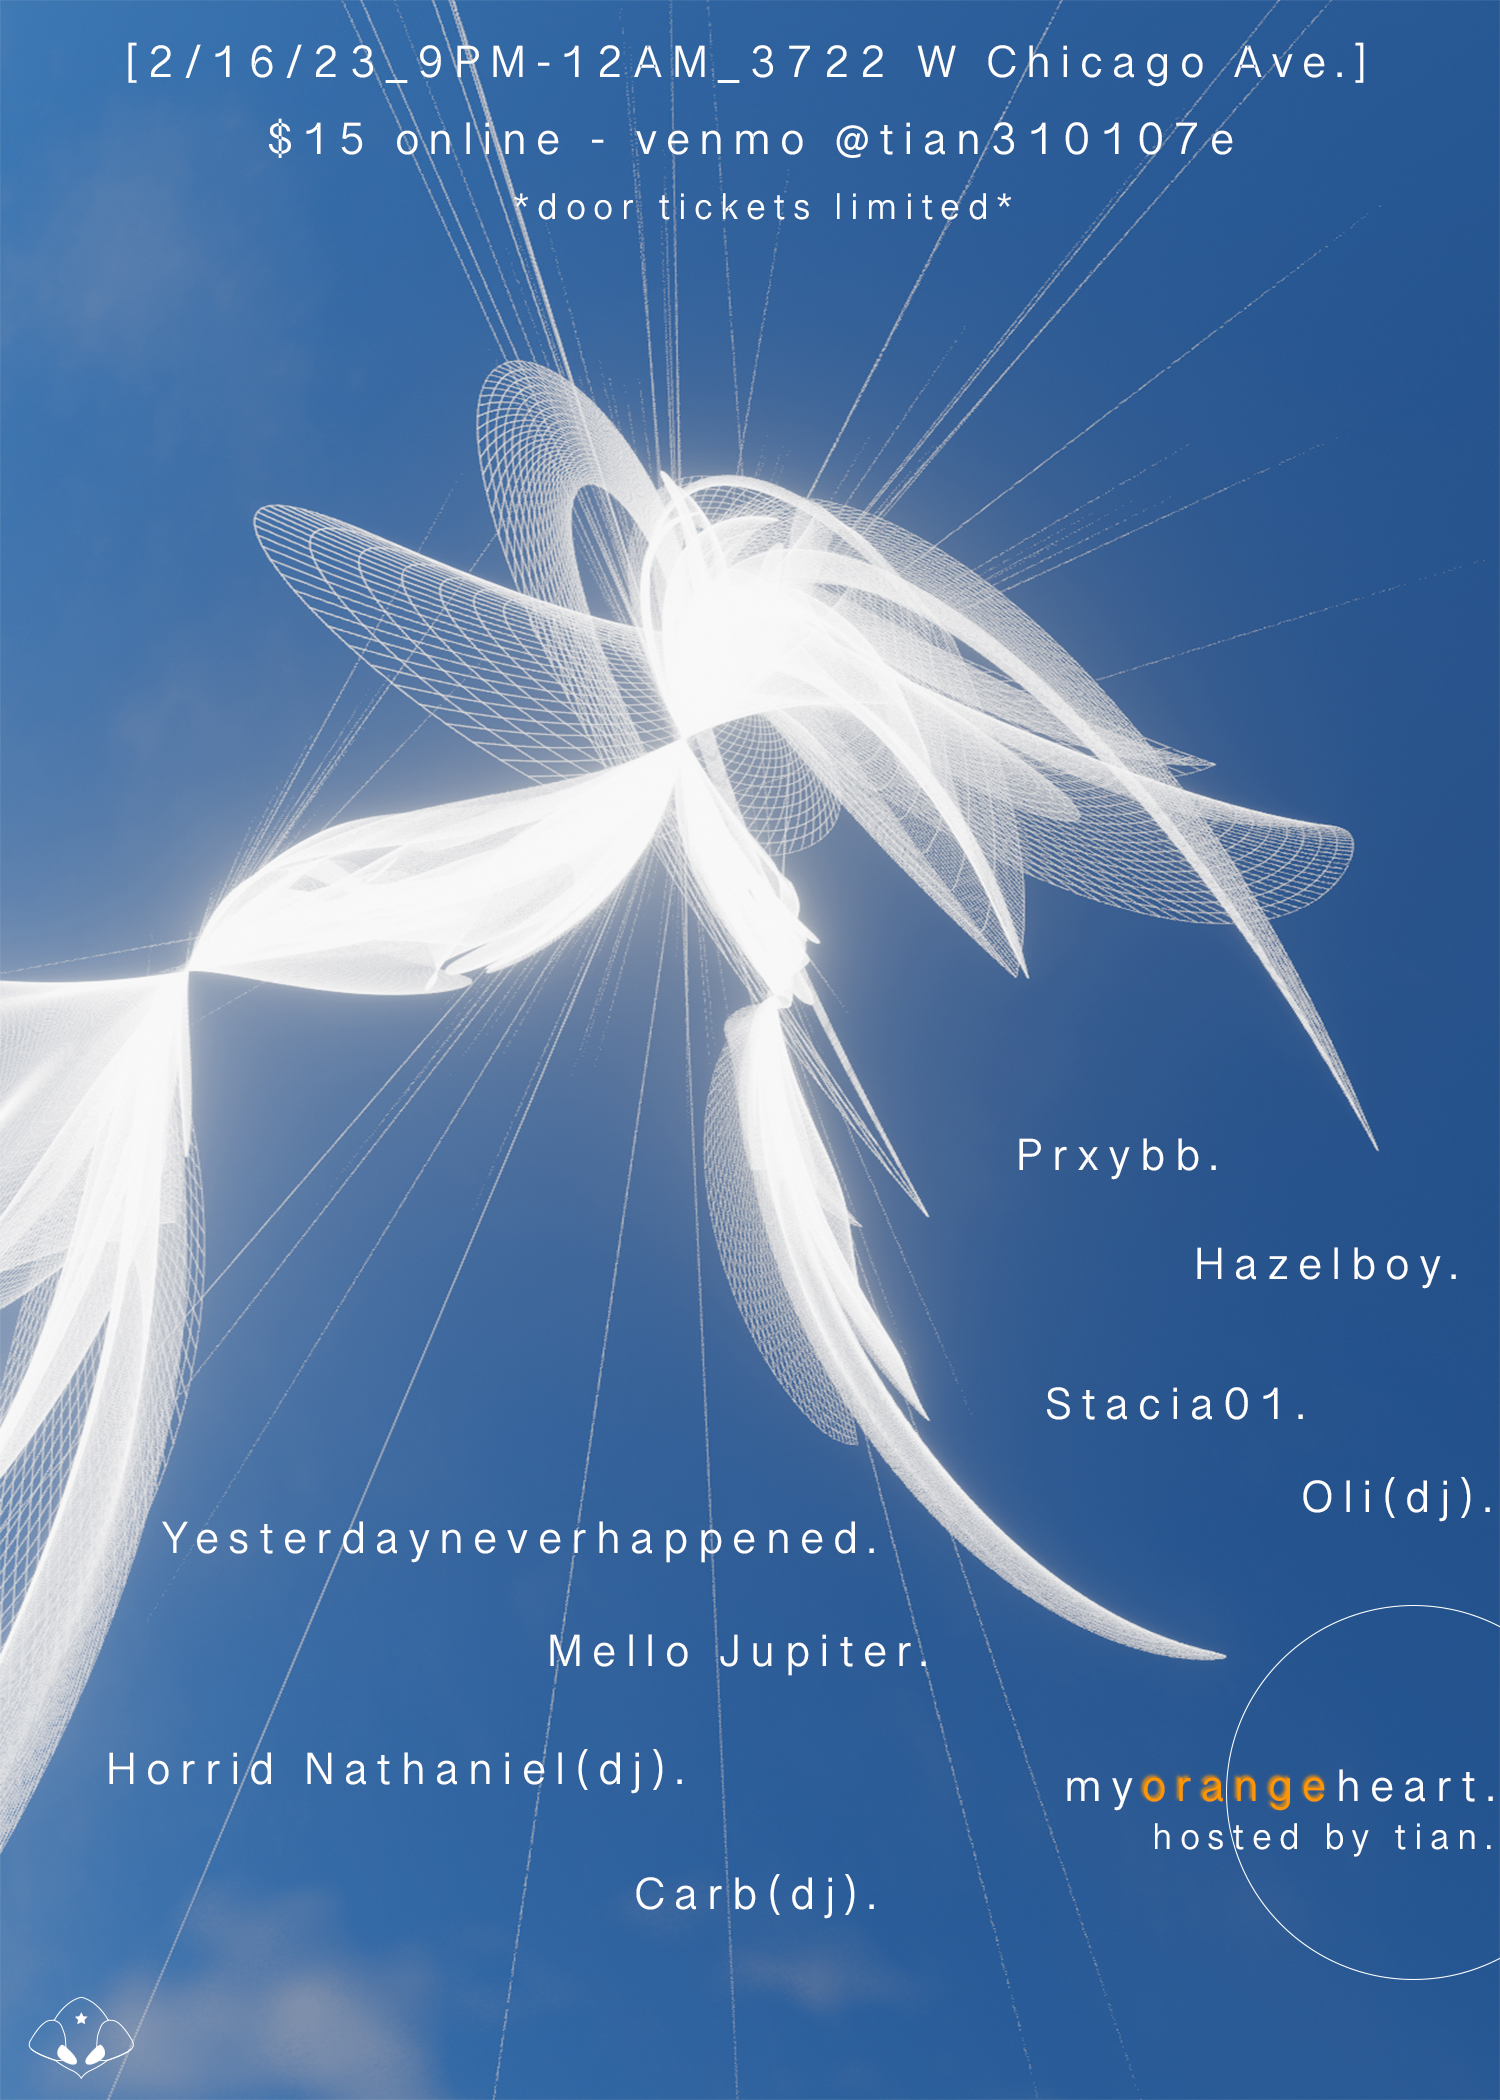 [2/16/23_9PM-12AM_3722 W Chicago Ave.]
$15 online - venmo @tian310107e
*door tickets limited*
Prxybb.
Hazelboy.
Stacia01.
Oli(dj).
Yesterdayneverhappened.
Mello Jupiter.
Horrid Nathaniel(dj).
myorangeheart.
hosted by tian.
Carb(dj).